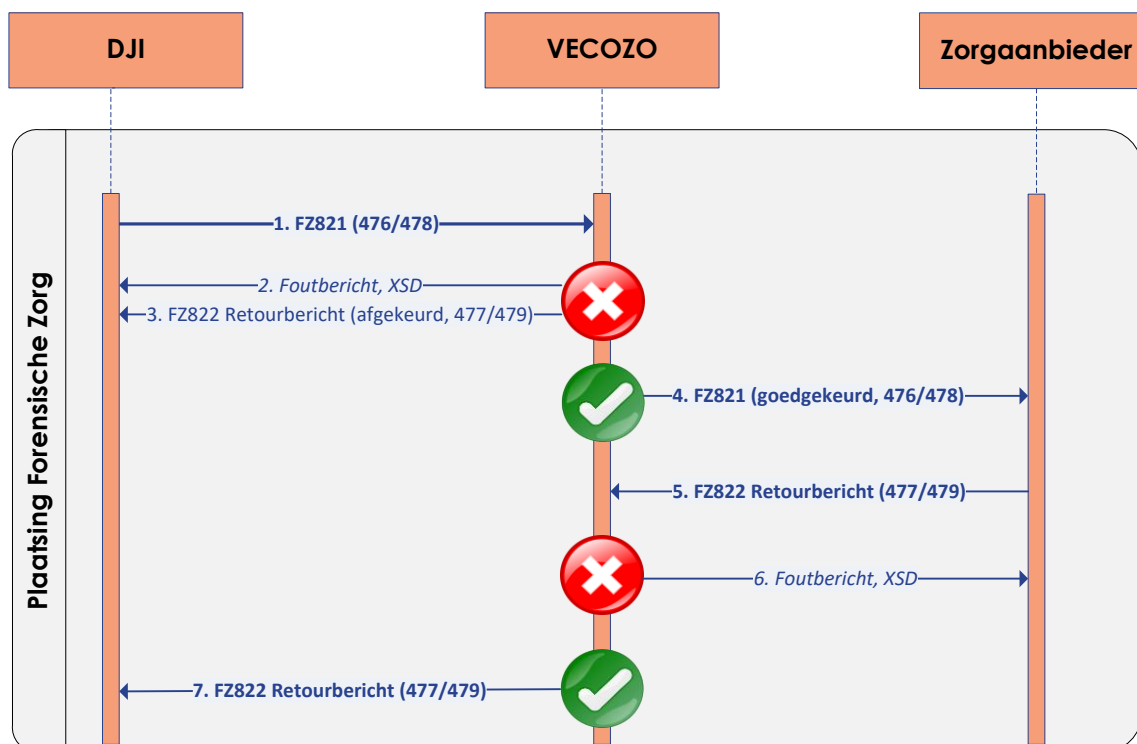 DJI
VECOZO
Zorgaanbieder
Plaatsing Forensische Zorg
1. FZ821 (476/478)
2. Foutbericht, XSD
3. FZ822 Retourbericht (afgekeurd, 477/479)
4. FZ821 (goedgekeurd, 476/478)
5. FZ822 Retourbericht (477/479)
6. Foutbericht, XSD
7. FZ822 Retourbericht (477/479)